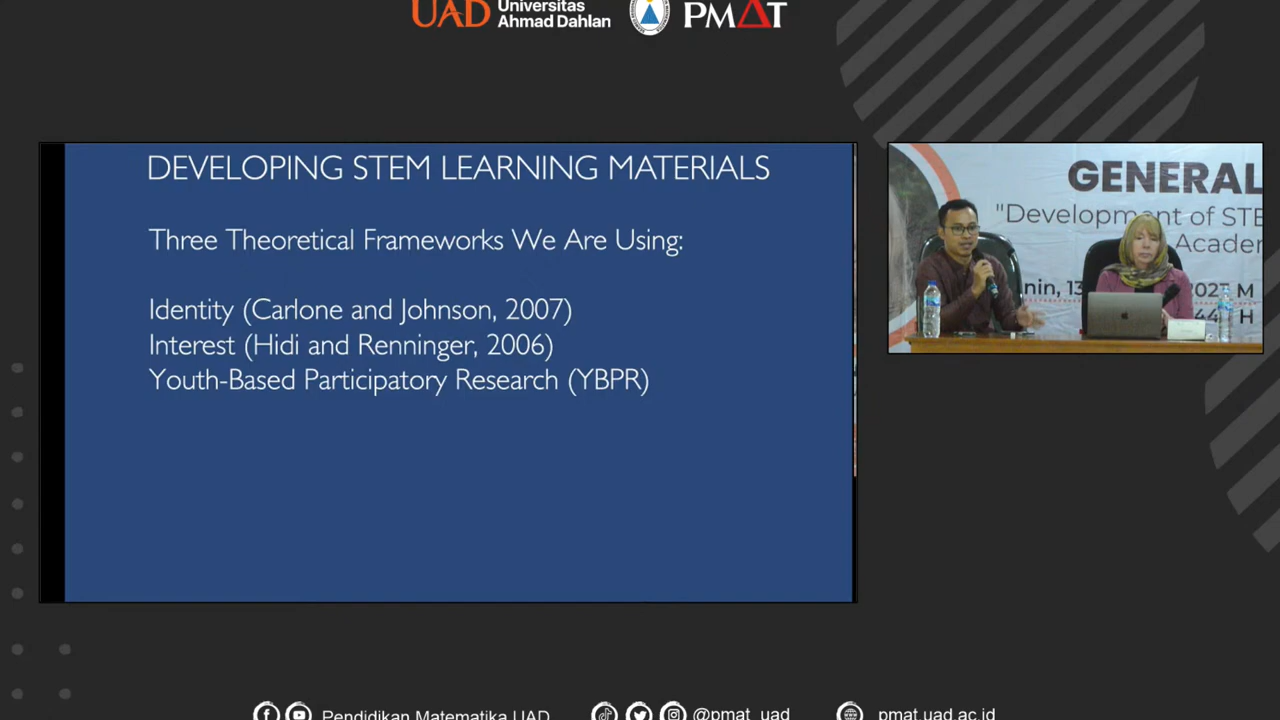 UAD
Universitas
Ahmad Dahlan
PMAT
DEVELOPING STEM LEARNING MATERIALS
Three Theoretical Frameworks We Are Using:
Identity (Carlone and Johnson, 2007)
Interest (Hidi and Renninger, 2006)
Youth-Based Participatory Research (YBPR)
GENERAL
"Development of STE
Acade
nin, 13
M
H
Pendidikan Matematika UAD
@pmat_uad
pmat.uad.ac.id